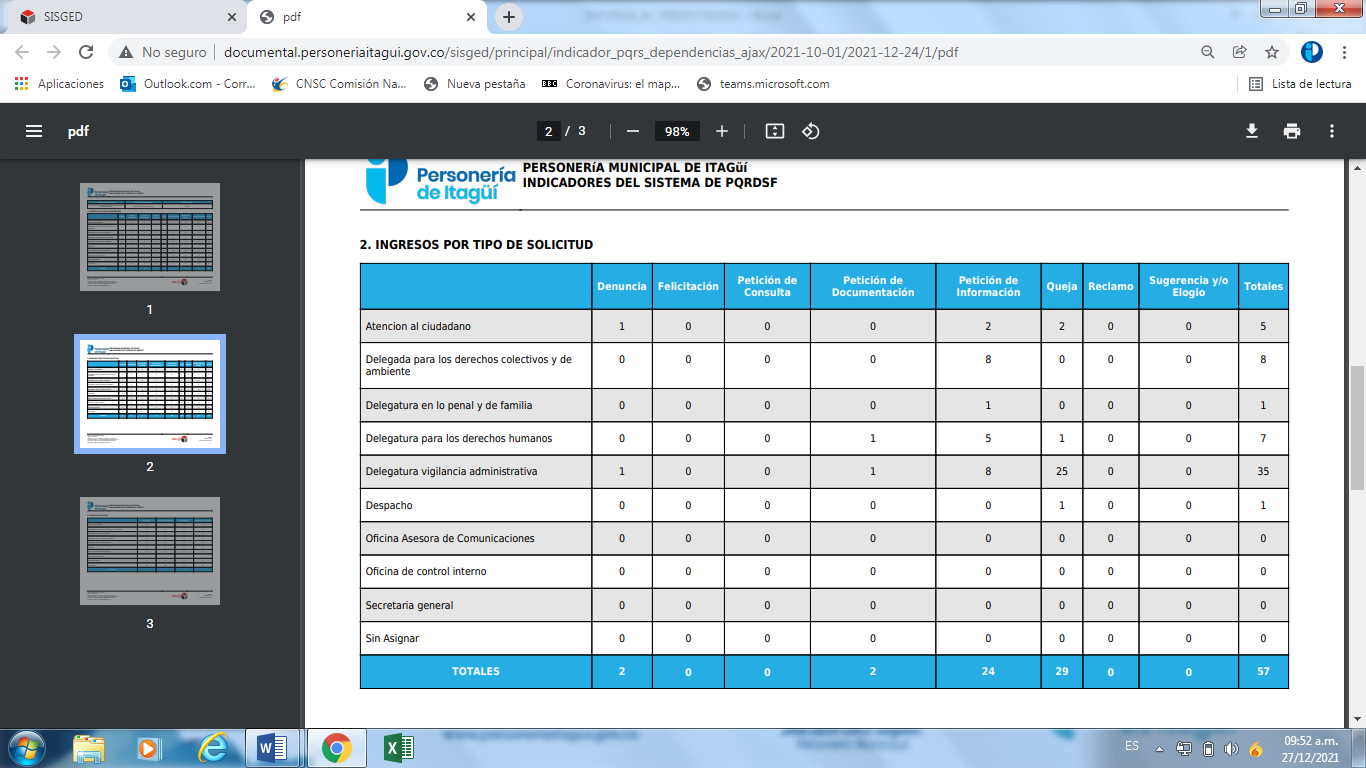 SISGED
pdf
No seguro
documental.personeriaitagui.gov.co/sisged/principal/indicador_pqrs_dependencias_ajax/2021-10-01/2021-12-24/1/pdf
Aplicaciones
Outlook.com - Corr...
CNSC Comisión Na...
Nueva pestaña
BBC
Coronavirus: el map...
teams.microsoft.com
Lista de lectura
pdf
2 / 3
98%
1
2
3
Personería
de Itagüí
PERSONERíA MUNICIPAL DE ITAGüí
INDICADORES DEL SISTEMA DE PQRDSF
2. INGRESOS POR TIPO DE SOLICITUD
Denuncia Felicitación Petición de Consulta Petición de Documentación Petición de Información Queja Reclamo Sugerencia y/o Elogio Totales
Atencion al ciudadano 1 0 0 0 2 2 0 0 5
Delegada para los derechos colectivos y de
ambiente 0 0 0 0 8 0 0 0 8
Delegatura en lo penal y de familia 0 0 0 0 1 0 0 0 1
Delegatura para los derechos humanos 0 0 0 1 5 1 0 0 7
Delegatura vigilancia administrativa 1 0 0 1 8 25 0 0 35
Despacho 0 0 0 0 0 1 0 0 1
Oficina Asesora de Comunicaciones 0 0 0 0 0 0 0 0 0
Oficina de control interno 0 0 0 0 0 0 0 0 0
Secretaria general 0 0 0 0 0 0 0 0 0
Sin Asignar 0 0 0 0 0 0 0 0 0
TOTALES 2 0 0 2 24 29 0 0 57
ES
09:52 a.m.
27/12/2021